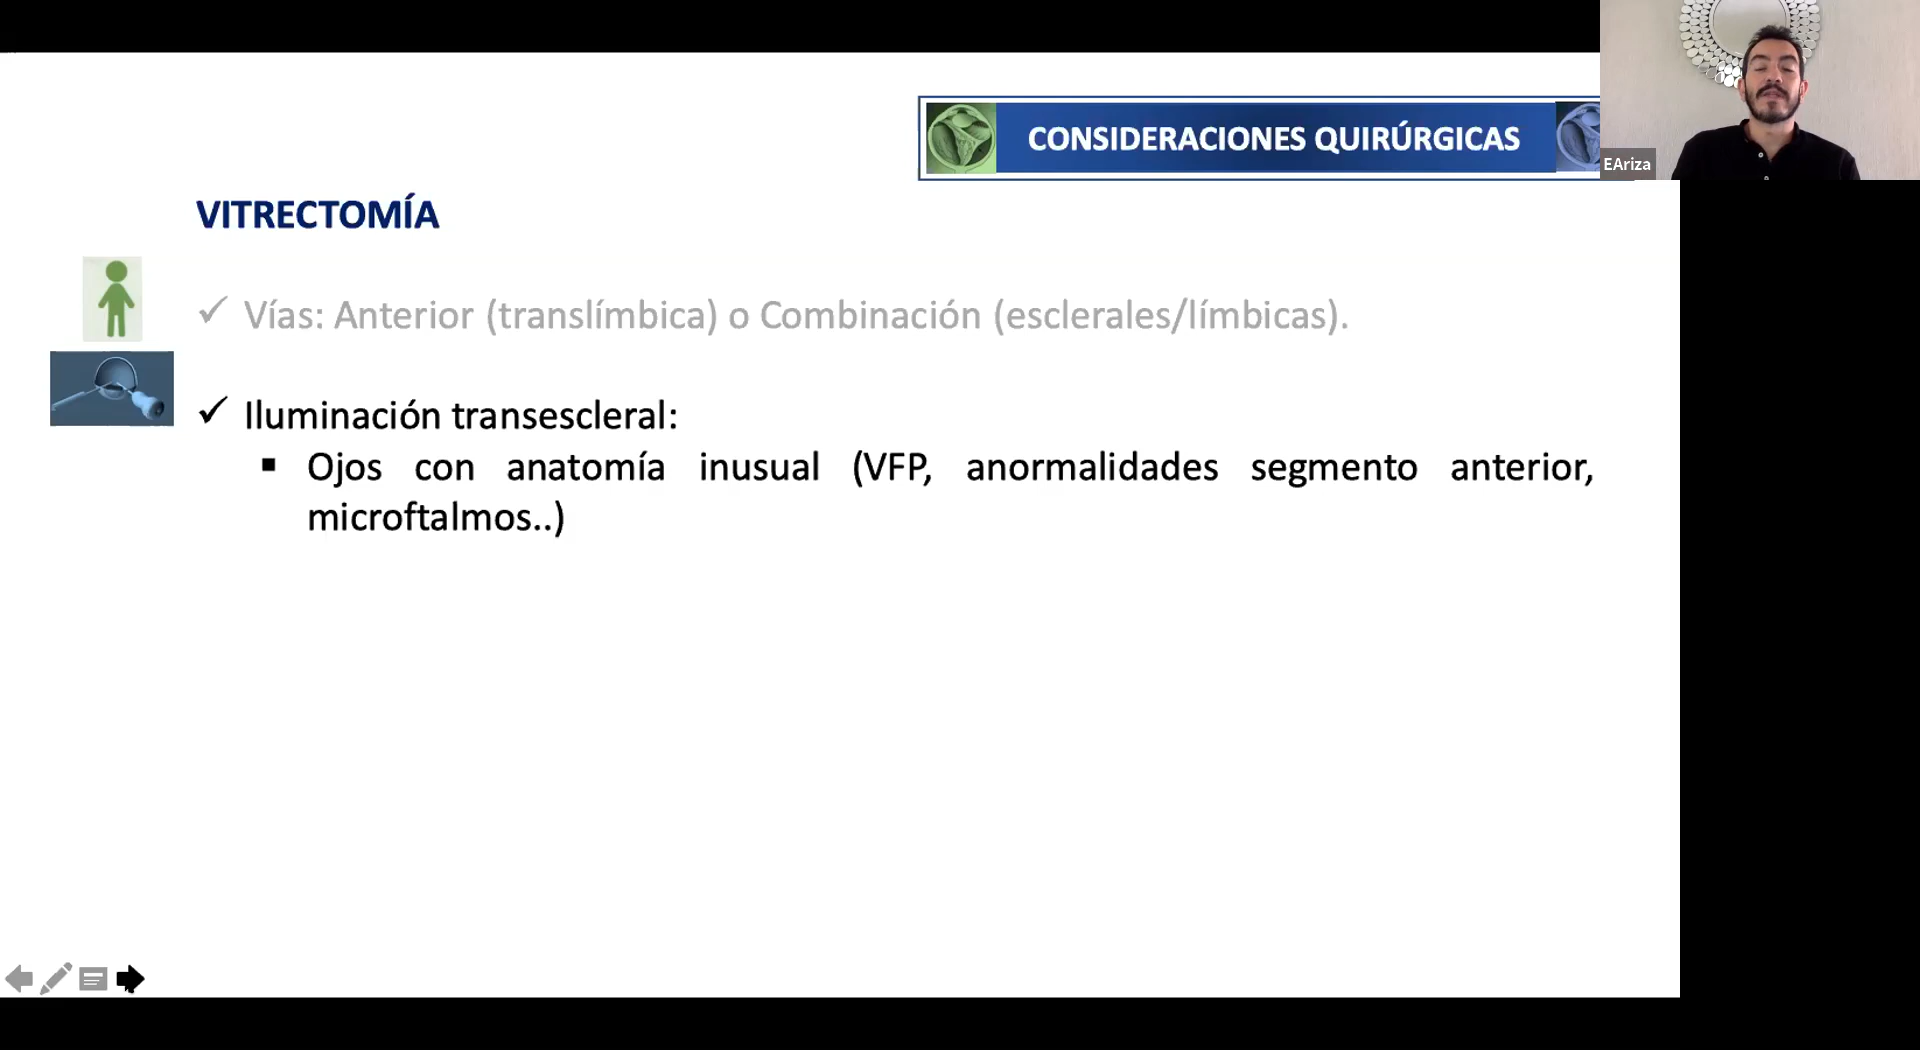 CONSIDERACIONES QUIRÚRGICAS
EAriza
VITRECTOMÍA
✓ Vías: Anterior (translímbica) o Combinación (esclerales/límbicas).
✓ Iluminación transescleral:
▪ Ojos con anatomía inusual (VFP, anormalidades segmento anterior,
microftalmos..)